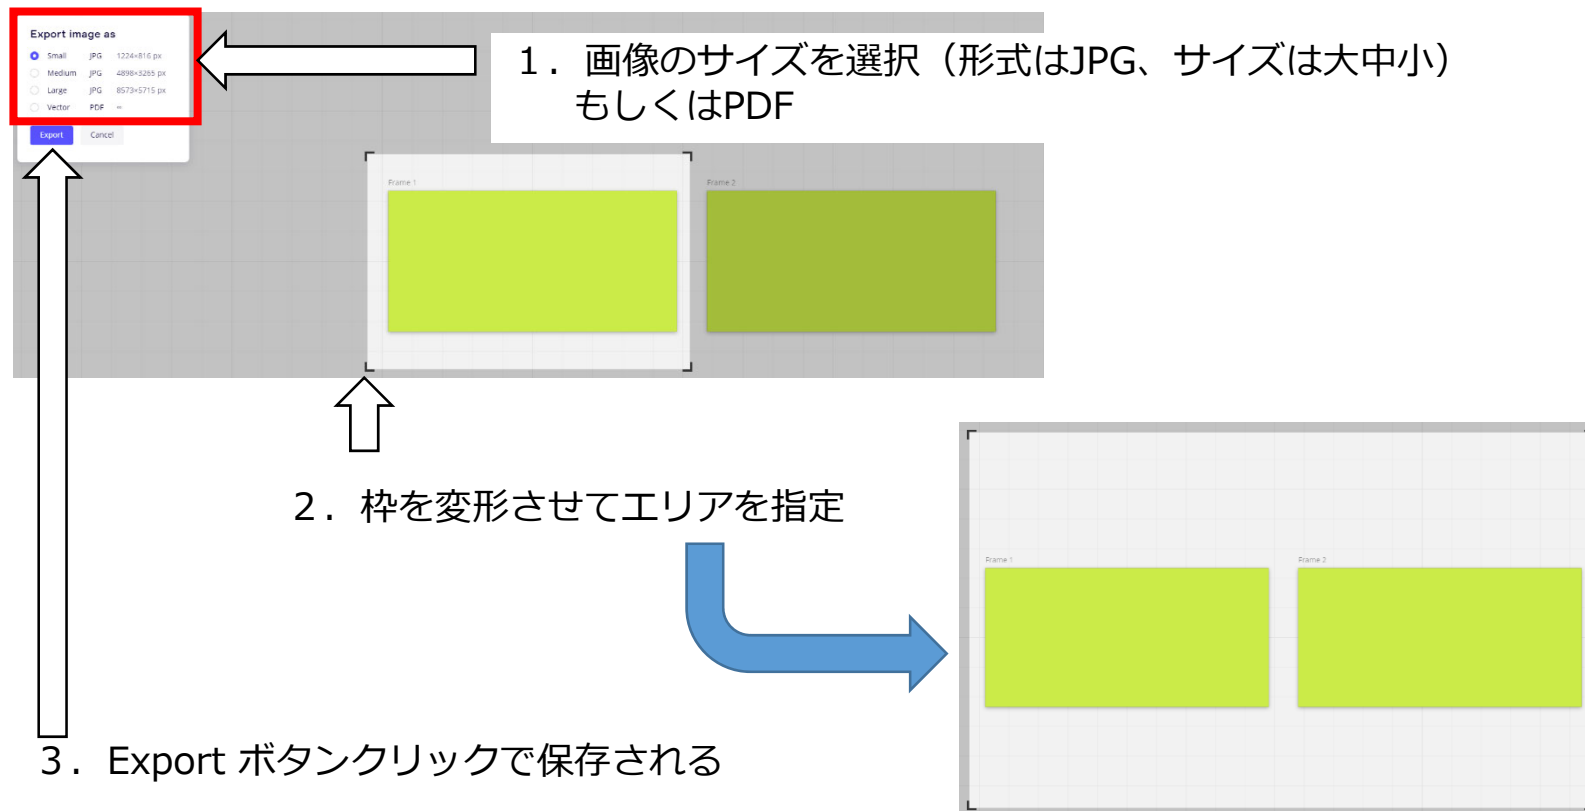 Export image as
Small JPG 1224×816 px
Medium JPG 4898×3265 px
Large JPG 8573×5715 px
Vector PDF ∞
Export Cancel
１．画像のサイズを選択（形式はJPG、サイズは大中小）
もしくはPDF
Frame 1
Frame 2
２．枠を変形させてエリアを指定
Frame 1
Frame 2
３．Export ボタンクリックで保存される